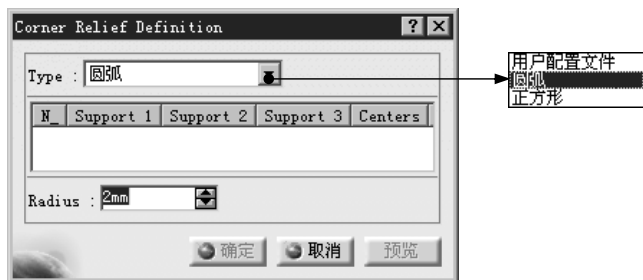 Corner Relief Definition
Type : 圆弧
用户配置文件
圆弧
正方形
N_ Support 1 Support 2 Support 3 Centers
Radius : 2mm
确定 取消 预览